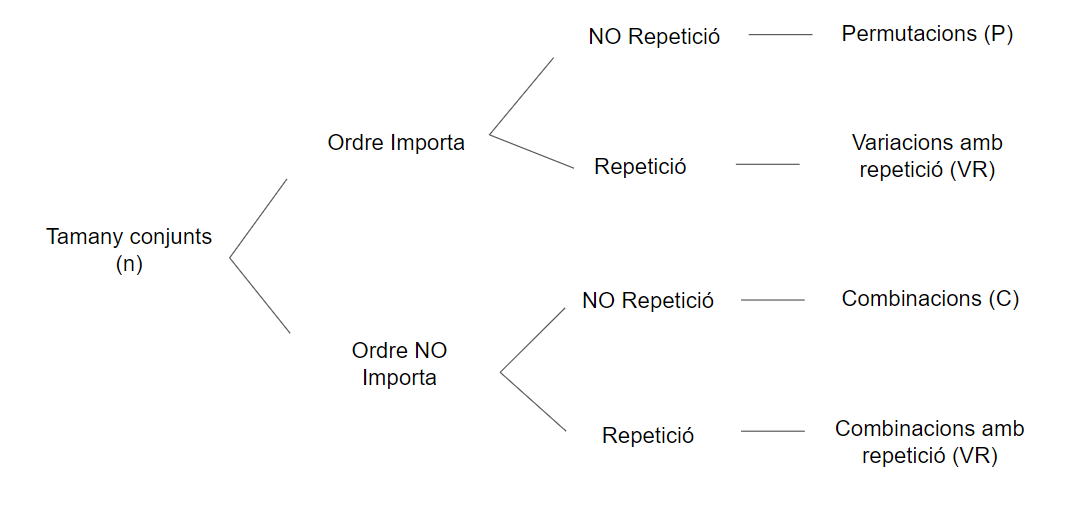 NO Repetició
Permutacions (P)
Ordre Importa
Variacions amb
repetició (VR)
Repetició
Tamany conjunts
(n)
NO Repetició
Combinacions (C)
Ordre NO
Importa
Repetició
Combinacions amb
repetició (VR)